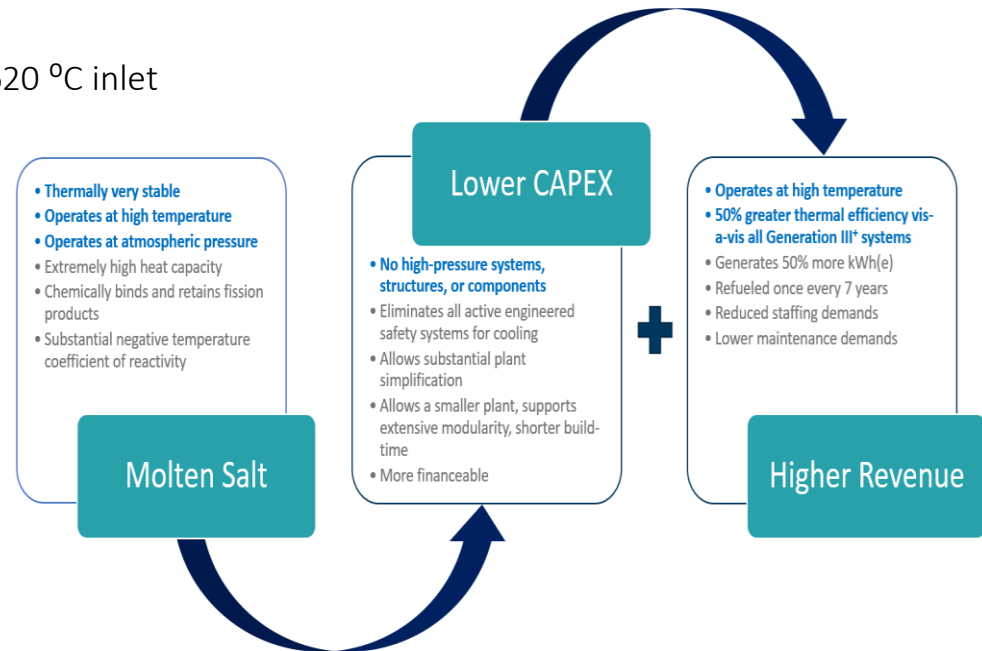 20 ⁰C inlet
• Thermally very stable
• Operates at high temperature
• Operates at atmospheric pressure
• Extremely high heat capacity
• Chemically binds and retains fission
products
• Substantial negative temperature
coefficient of reactivity
Molten Salt
Lower CAPEX
• No high-pressure systems,
structures, or components
• Eliminates all active engineered
safety systems for cooling
• Allows substantial plant
simplification
• Allows a smaller plant, supports
extensive modularity, shorter build-
time
• More financeable
• Operates at high temperature
• 50% greater thermal efficiency vis-
a-vis all Generation III⁺ systems
• Generates 50% more kWh(e)
• Refueled once every 7 years
• Reduced staffing demands
• Lower maintenance demands
Higher Revenue